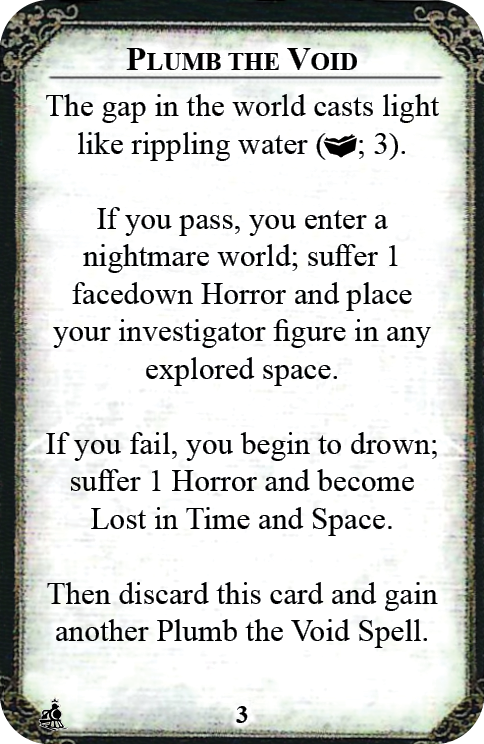 PLUMB THE VOID
The gap in the world casts light
like rippling water (; 3).
If you pass, you enter a
nightmare world; suffer 1
facedown Horror and place
your investigator figure in any
explored space.
If you fail, you begin to drown;
suffer 1 Horror and become
Lost in Time and Space.
Then discard this card and gain
another Plumb the Void Spell.
3